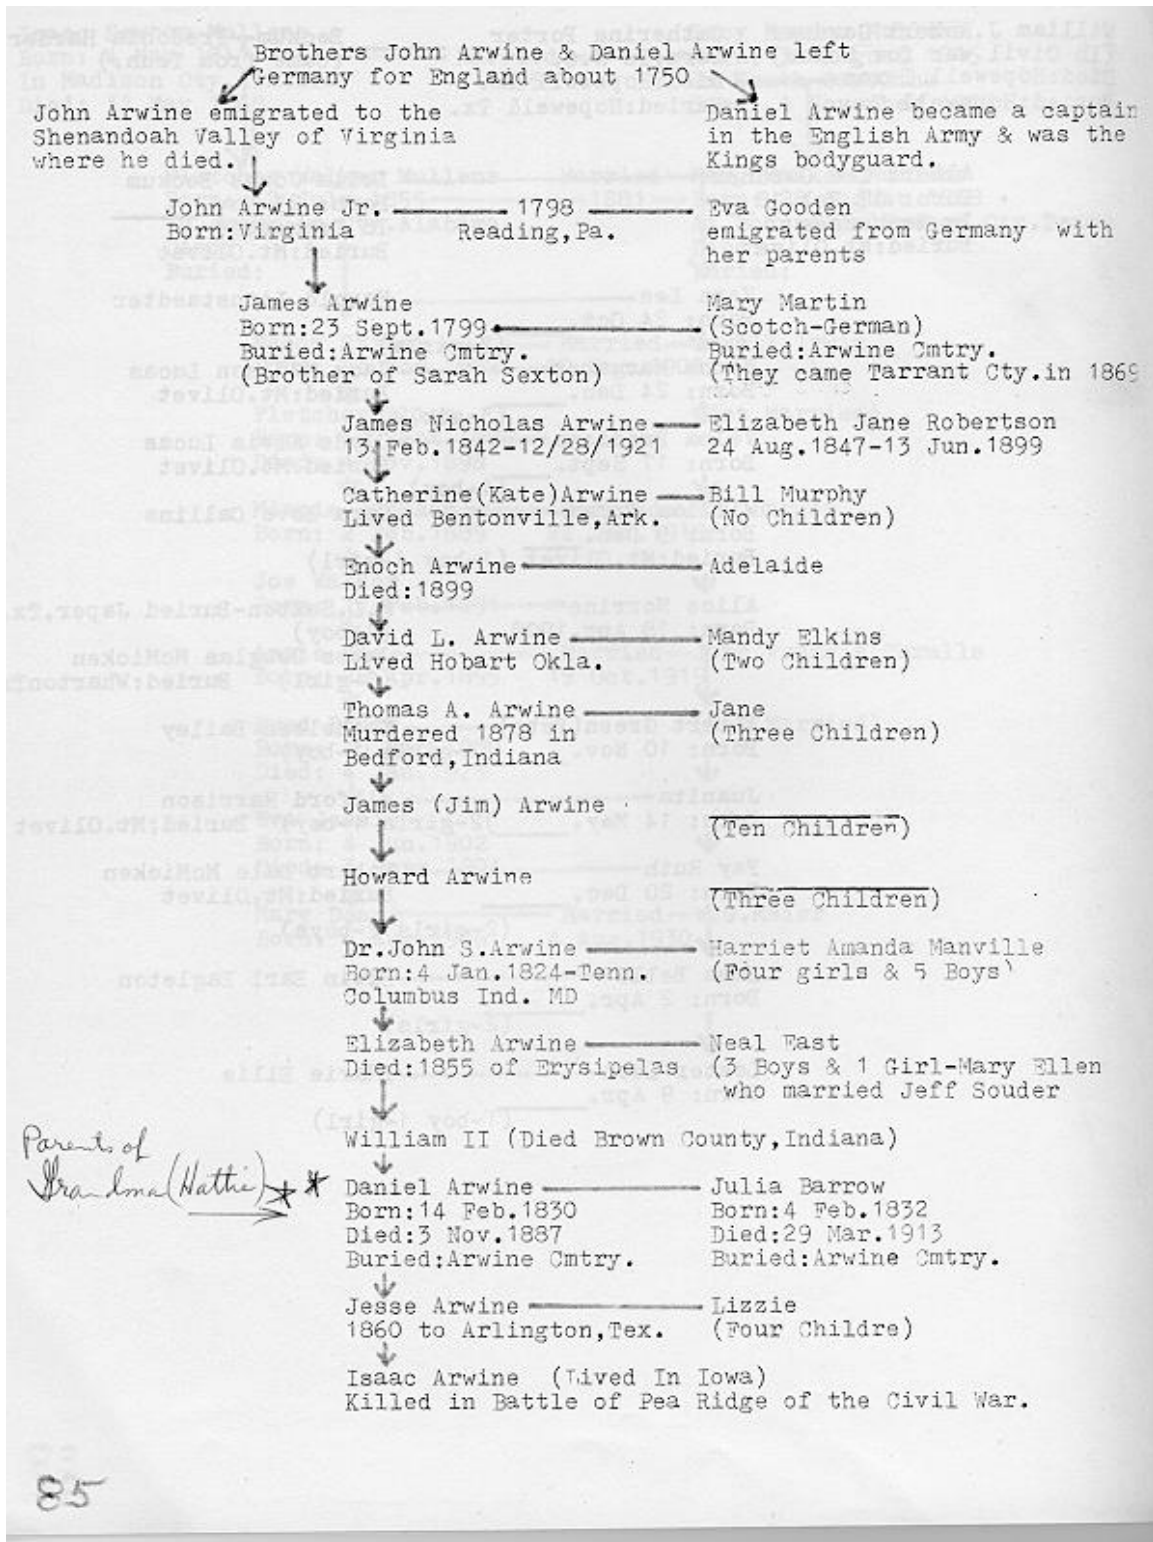 Brothers John Arwine & Daniel Arwine left
Germany for England about 1750
John Arwine emigrated to the
Shenandoah Valley of Virginia
where he died.
Daniel Arwine became a captain
in the English Army & was the
Kings bodyguard.
John Arwine Jr. 1798 Eva Gooden
Born:Virginia Reading,Pa. emigrated from Germany with
her parents
James Arwine Mary Martin
Born:23 Sept.1799 (Scotch-German)
Buried:Arwine Cmtry. Buried:Arwine Cmtry.
(Brother of Sarah Sexton) (They came Tarrant Cty.in 1869
James Nicholas Arwine Elizabeth Jane Robertson
13 Feb.1842-12/28/1921 24 Aug.1847-13 Jun.1899
Catherine(Kate)Arwine Bill Murphy
Lived Bentonville,Ark. (No Children)
Enoch Arwine Adelaide
Died:1899
David L. Arwine Mandy Elkins
Lived Hobart Okla. (Two Children)
Thomas A. Arwine Jane
Murdered 1878 in (Three Children)
Bedford,Indiana
James (Jim) Arwine
(Ten Children)
Howard Arwine
(Three Children)
Dr.John S.Arwine Harriet Amanda Manville
Born:4 Jan.1824-Tenn. (Four girls & 5 Boys)
Columbus Ind. MD
Elizabeth Arwine Neal East
Died:1855 of Erysipelas (3 Boys & 1 Girl-Mary Ellen
who married Jeff Souder
William II (Died Brown County,Indiana)
Parents of
Grandma (Hattie) **
Daniel Arwine Julia Barrow
Born:14 Feb.1830 Born:4 Feb.1832
Died:3 Nov.1887 Died:29 Mar.1913
Buried:Arwine Cmtry. Buried:Arwine Cmtry.
Jesse Arwine Lizzie
1860 to Arlington,Tex. (Four Childre)
Isaac Arwine (Lived In Iowa)
Killed in Battle of Pea Ridge of the Civil War.
85